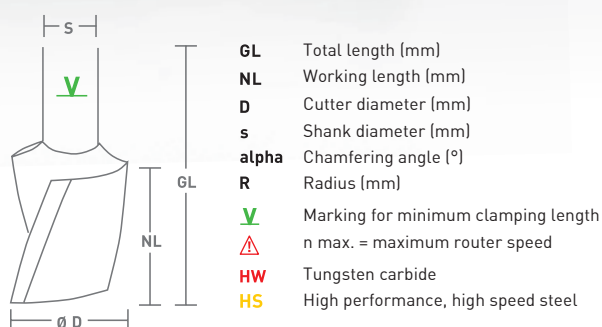 s
V
GL
NL
Ø D
GL Total length (mm)
NL Working length (mm)
D Cutter diameter (mm)
s Shank diameter (mm)
alpha Chamfering angle (°)
R Radius (mm)
V Marking for minimum clamping length
n max. = maximum router speed
HW Tungsten carbide
HS High performance, high speed steel